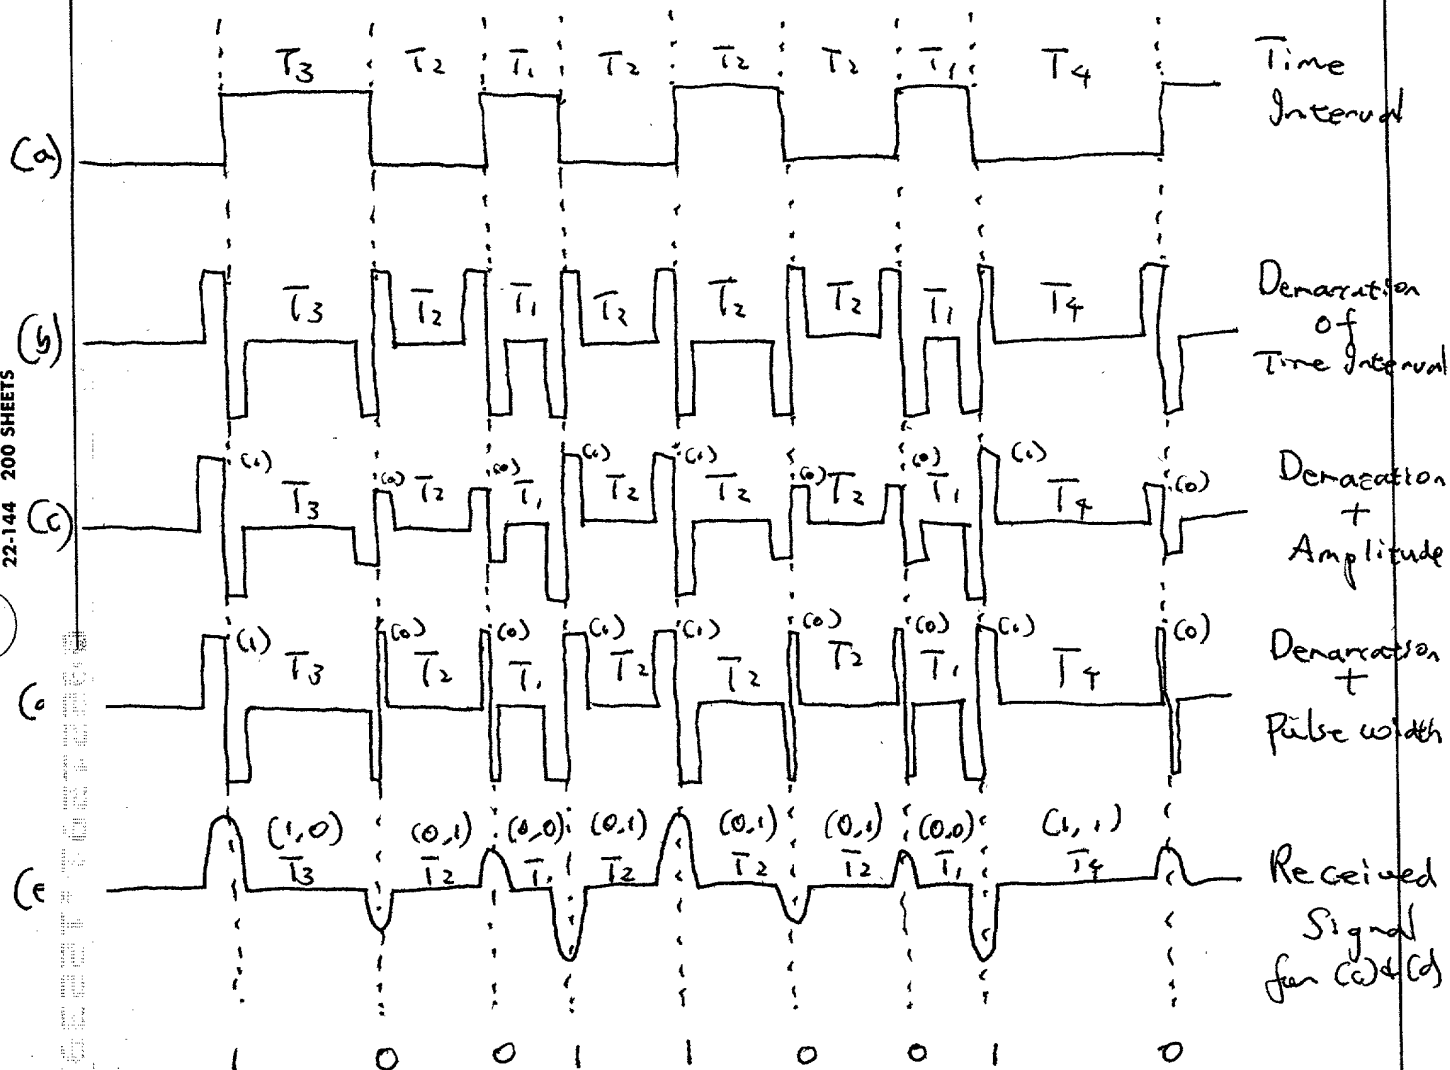 T3 T2 T1 T2 T2 T2 T1 T4 Time
Interval
(a)
T3 T2 T1 T2 T2 T2 T1 T4 Demarcation
of
(b) Time Interval
22-144 200 SHEETS
(1) (0) (0) (1) (1) (0) (0) (1) (0)
T3 T2 T1 T2 T2 T2 T1 T4 Demarcation
(c) +
Amplitude
(1) (0) (0) (1) (1) (0) (0) (1) (0)
T3 T2 T1 T2 T2 T2 T1 T4 Demarcation
+
Pulse width
(1,0) (0,1) (0,0) (0,1) (0,1) (0,1) (0,0) (1,1)
T3 T2 T1 T2 T2 T2 T1 T4 Received
(e
Signal
for (c)&(d)
1 0 0 1 1 0 0 1 0